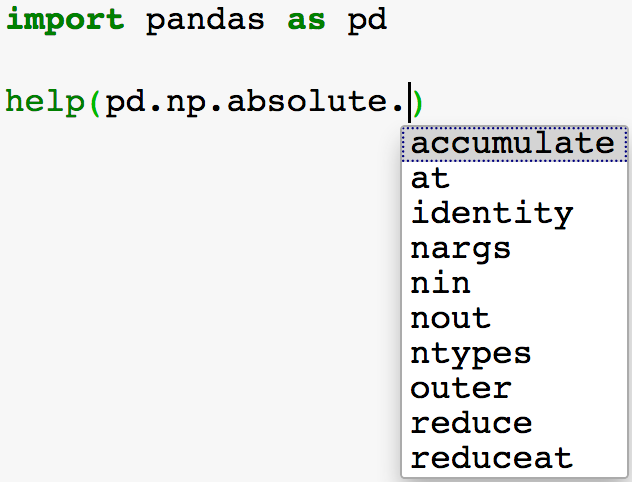 import pandas as pd
help(pd.np.absolute.)
accumulate
at
identity
nargs
nin
nout
ntypes
outer
reduce
reduceat